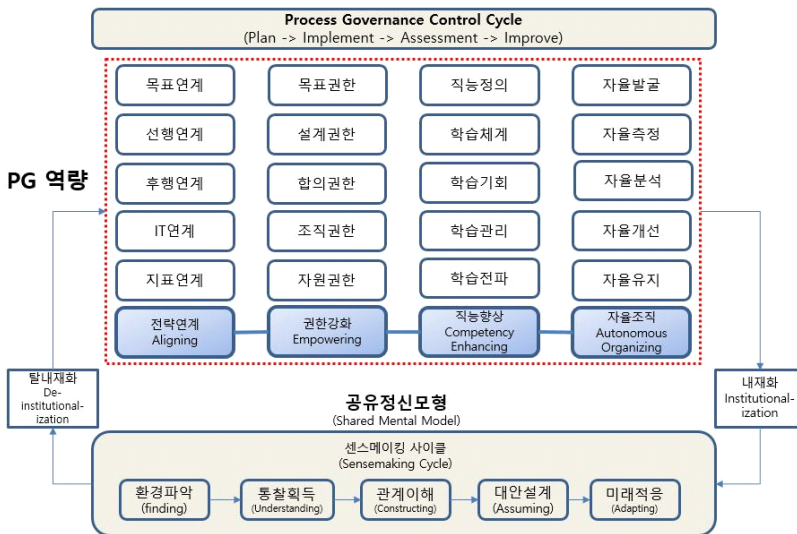 Process Governance Control Cycle
(Plan -> Implement -> Assessment -> Improve)
목표연계
목표권한
직능정의
자율발굴
선행연계
설계권한
학습체계
자율측정
PG 역량
후행연계
합의권한
학습기회
자율분석
IT연계
조직권한
학습관리
자율개선
지표연계
자원권한
학습전파
자율유지
전략연계
Aligning
권한강화
Empowering
직능향상
Competency
Enhancing
자율조직
Autonomous
Organizing
탈내재화
De-
institutional-
ization
내재화
Institutional-
ization
공유정신모형
(Shared Mental Model)
센스메이킹 사이클
(Sensemaking Cycle)
환경파악
(finding)
통찰획득
(Understanding)
관계이해
(Constructing)
대안설계
(Assuming)
미래적응
(Adapting)